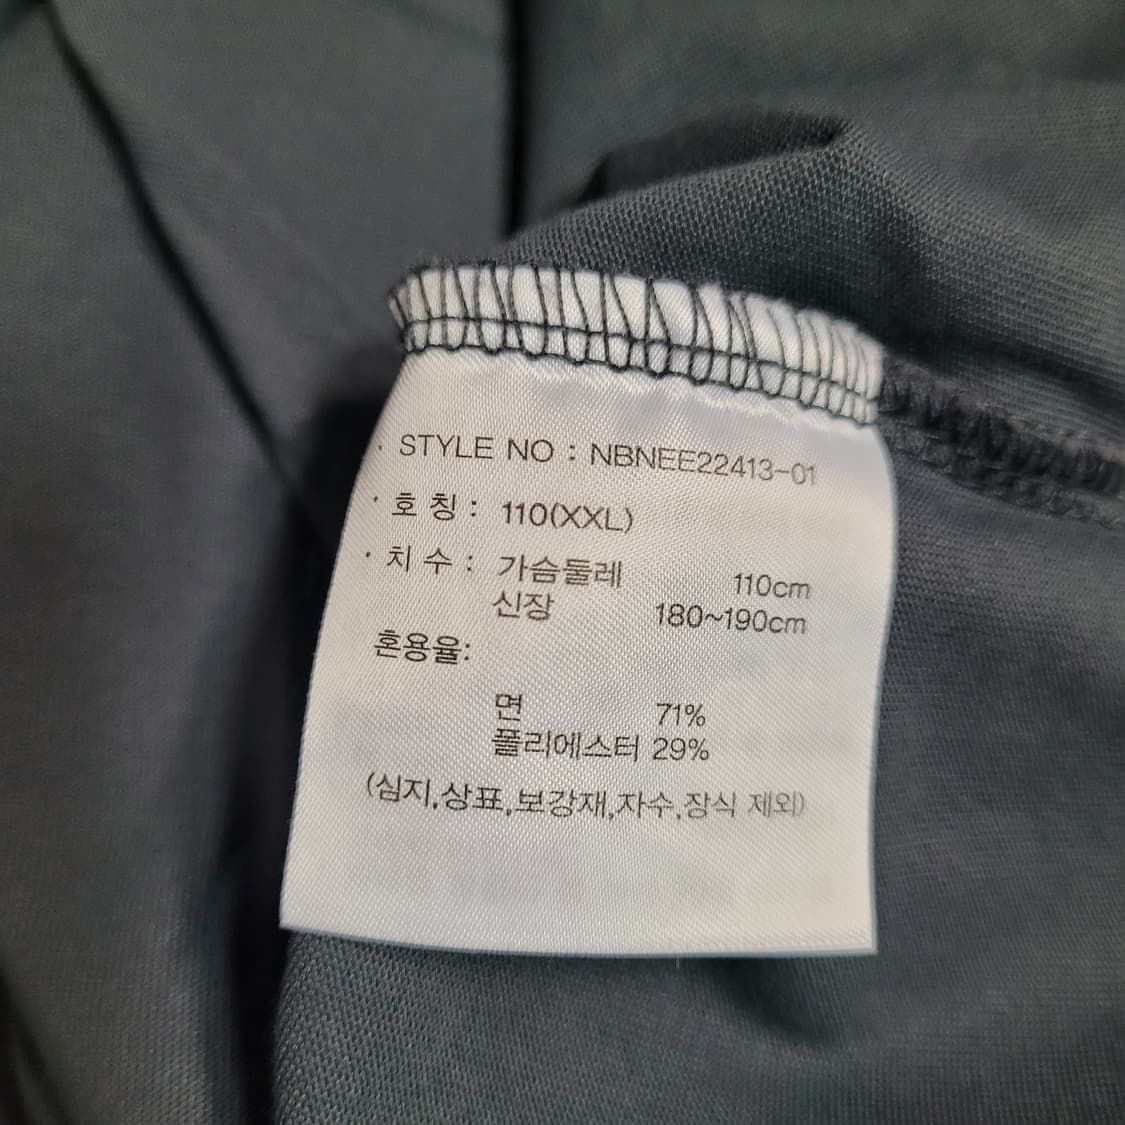 · STYLE NO : NBNEE22413-01
· 호 칭 : 110(XXL)
· 치 수 : 가슴둘레 110cm
신장 180~190cm
혼용율:
면 71%
폴리에스터 29%
(심지,상표,보강재,자수,장식 제외)